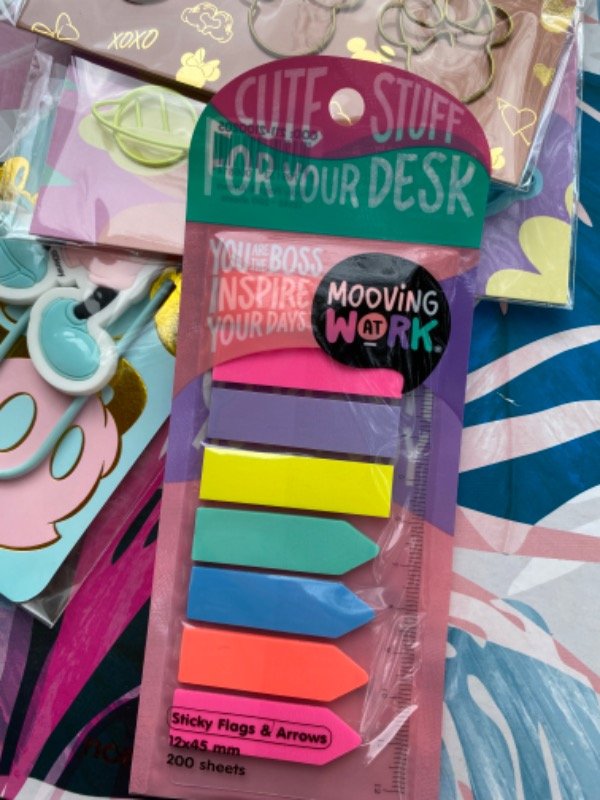 XOXO
CUTE STUFF
FOR YOUR DESK
YOU ARE THE BOSS
INSPIRE
YOUR DAYS
MOOVING
AT
WORK
Sticky Flags & Arrows
12x45 mm
200 sheets